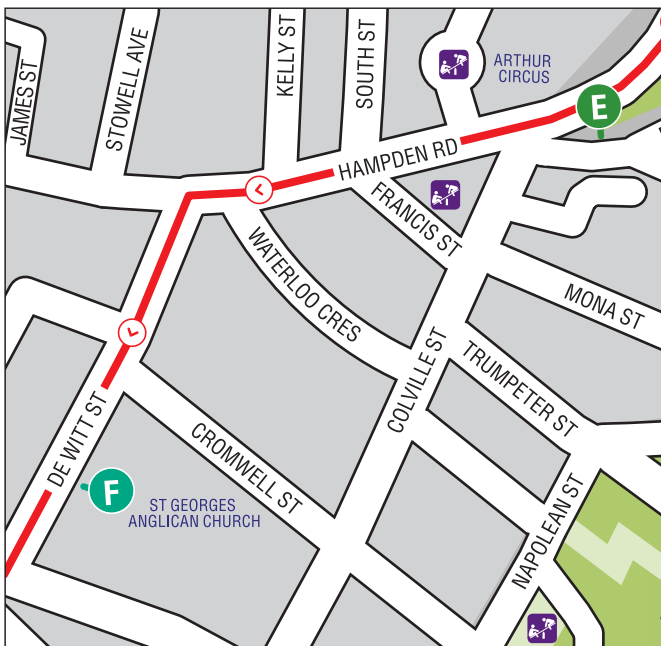 JAMES ST
STOWELL AVE
KELLY ST
SOUTH ST
ARTHUR
CIRCUS
E
HAMPDEN RD
FRANCIS ST
WATERLOO CRES
MONA ST
COLVILLE ST
TRUMPETER ST
DE WITT ST
CROMWELL ST
F
ST GEORGES
ANGLICAN CHURCH
NAPOLEAN ST